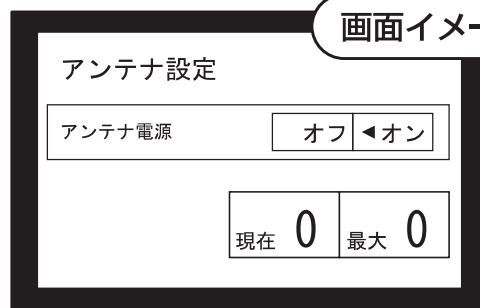 画面イメー
アンテナ設定
アンテナ電源 オフ ◀オン
現在 0 最大 0